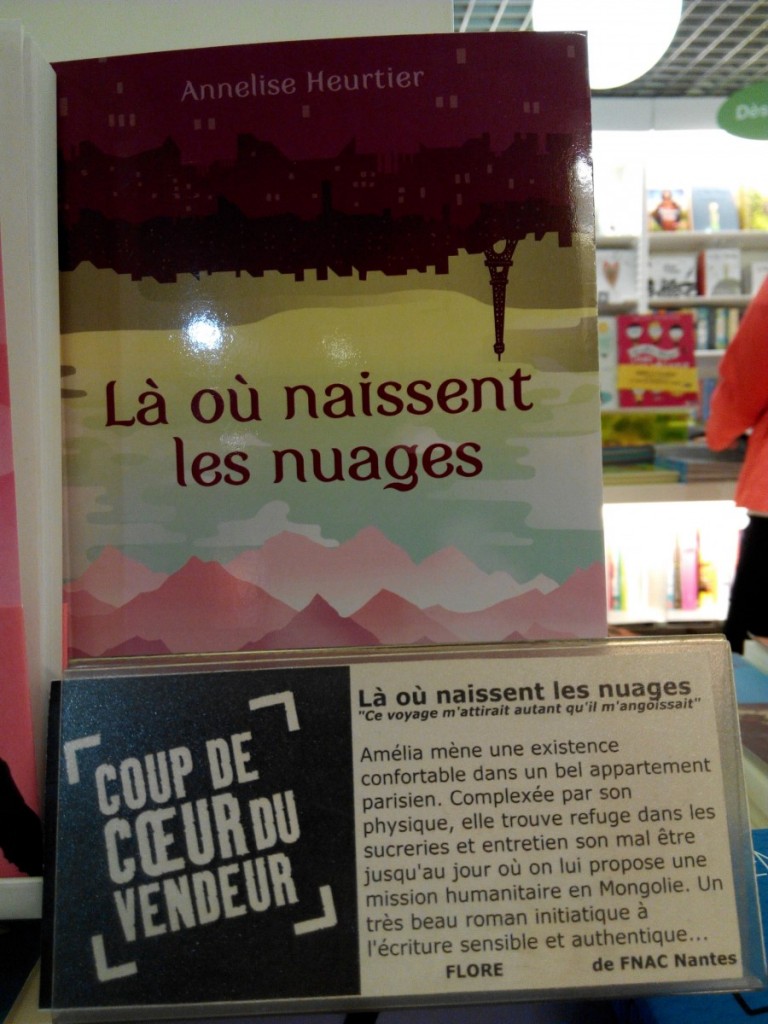 Annelise Heurtier
Là où naissent
les nuages
Dès
COUP DE
CŒUR DU
VENDEUR
Là où naissent les nuages
"Ce voyage m'attirait autant qu'il m'angoissait"
Amélia mène une existence
confortable dans un bel appartement
parisien. Complexée par son
physique, elle trouve refuge dans les
sucreries et entretien son mal être
jusqu'au jour où on lui propose une
mission humanitaire en Mongolie. Un
très beau roman initiatique à
l'écriture sensible et authentique...
FLORE de FNAC Nantes